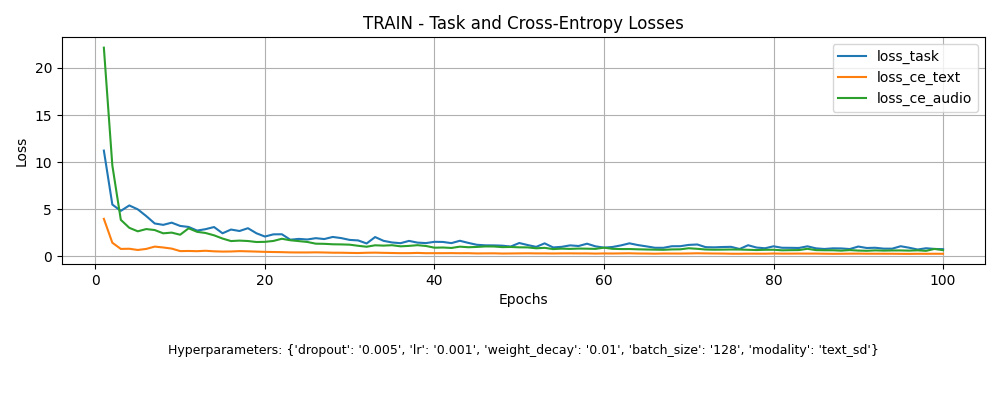 TRAIN - Task and Cross-Entropy Losses
loss_task
loss_ce_text
loss_ce_audio
Loss
20
15
10
5
0
0 20 40 60 80 100
Epochs
Hyperparameters: {'dropout': '0.005', 'lr': '0.001', 'weight_decay': '0.01', 'batch_size': '128', 'modality': 'text_sd'}